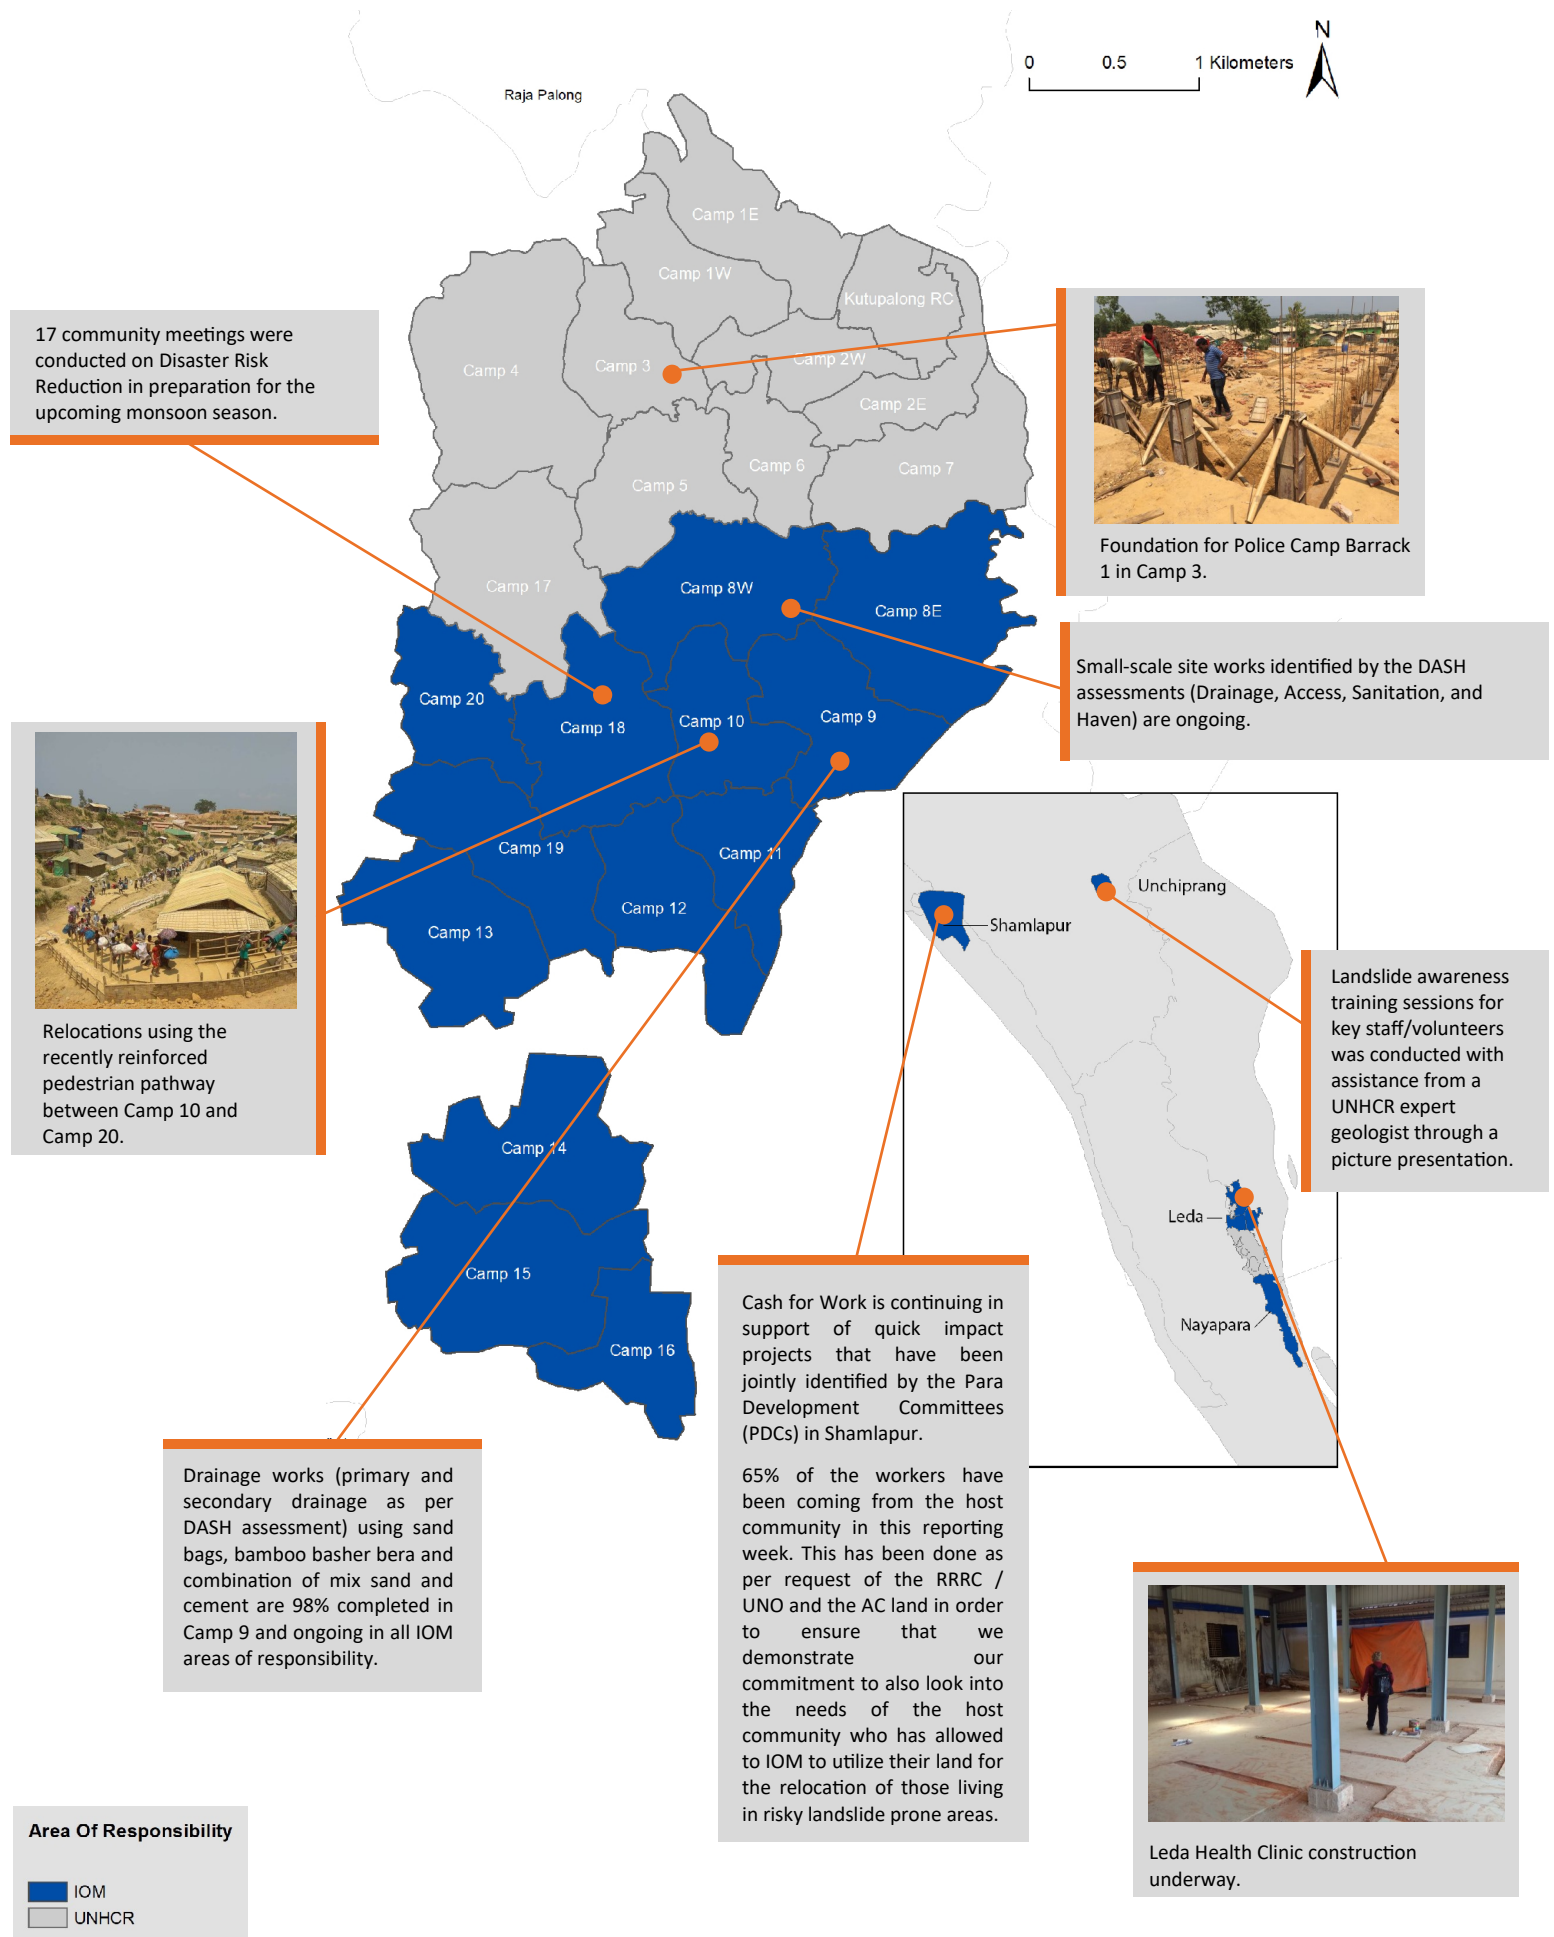 N
0 0.5 1 Kilometers
Raja Palong
Camp 1E
Camp 1W
Kutupalong RC
Camp 3
Camp 2W
Camp 4
Camp 2E
Camp 6
Camp 7
Camp 5
Camp 17
Camp 8W
Camp 8E
Camp 20
Camp 18
Camp 10
Camp 9
Camp 19
Camp 11
Camp 12
Camp 13
Camp 14
Camp 15
Camp 16
17 community meetings were
conducted on Disaster Risk
Reduction in preparation for the
upcoming monsoon season.
Foundation for Police Camp Barrack
1 in Camp 3.
Small-scale site works identified by the DASH
assessments (Drainage, Access, Sanitation, and
Haven) are ongoing.
Relocations using the
recently reinforced
pedestrian pathway
between Camp 10 and
Camp 20.
Unchiprang
Shamlapur
Leda
Nayapara
Landslide awareness
training sessions for
key staff/volunteers
was conducted with
assistance from a
UNHCR expert
geologist through a
picture presentation.
Cash for Work is continuing in
support of quick impact
projects that have been
jointly identified by the Para
Development Committees
(PDCs) in Shamlapur.
65% of the workers have
been coming from the host
community in this reporting
week. This has been done as
per request of the RRRC /
UNO and the AC land in order
to ensure that we
demonstrate our
commitment to also look into
the needs of the host
community who has allowed
to IOM to utilize their land for
the relocation of those living
in risky landslide prone areas.
Drainage works (primary and
secondary drainage as per
DASH assessment) using sand
bags, bamboo basher bera and
combination of mix sand and
cement are 98% completed in
Camp 9 and ongoing in all IOM
areas of responsibility.
Leda Health Clinic construction
underway.
Area Of Responsibility
IOM
UNHCR